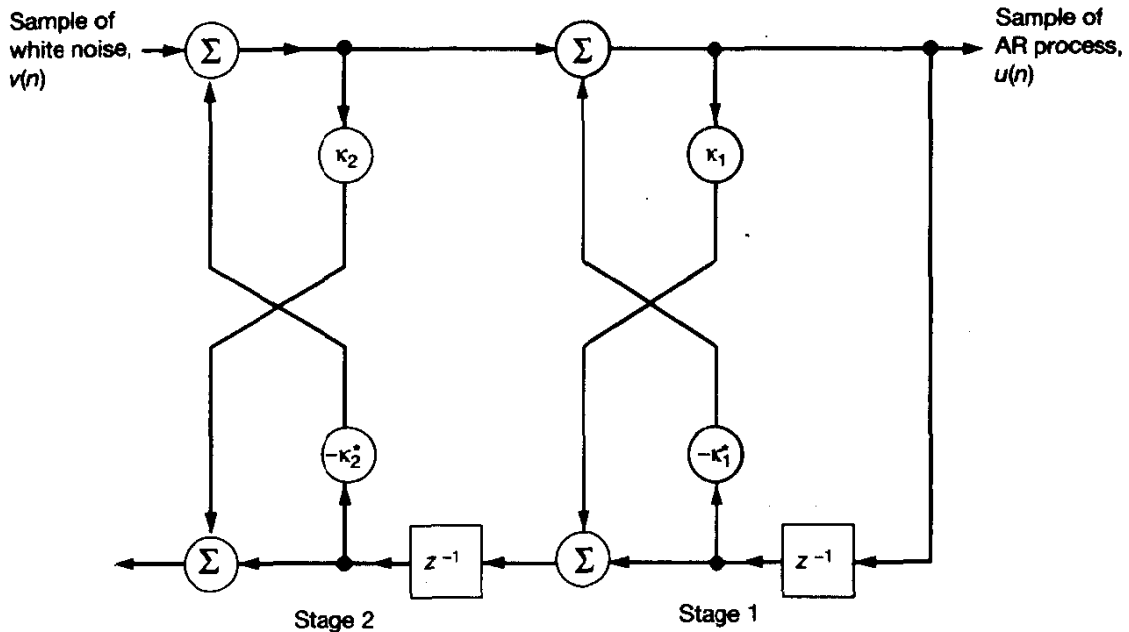 Sample of
white noise,
v(n)
Σ
Σ
Sample of
AR process,
u(n)
κ₂
κ₁
−κ₂*
−κ₁*
Σ
z⁻¹
Σ
z⁻¹
Stage 2
Stage 1